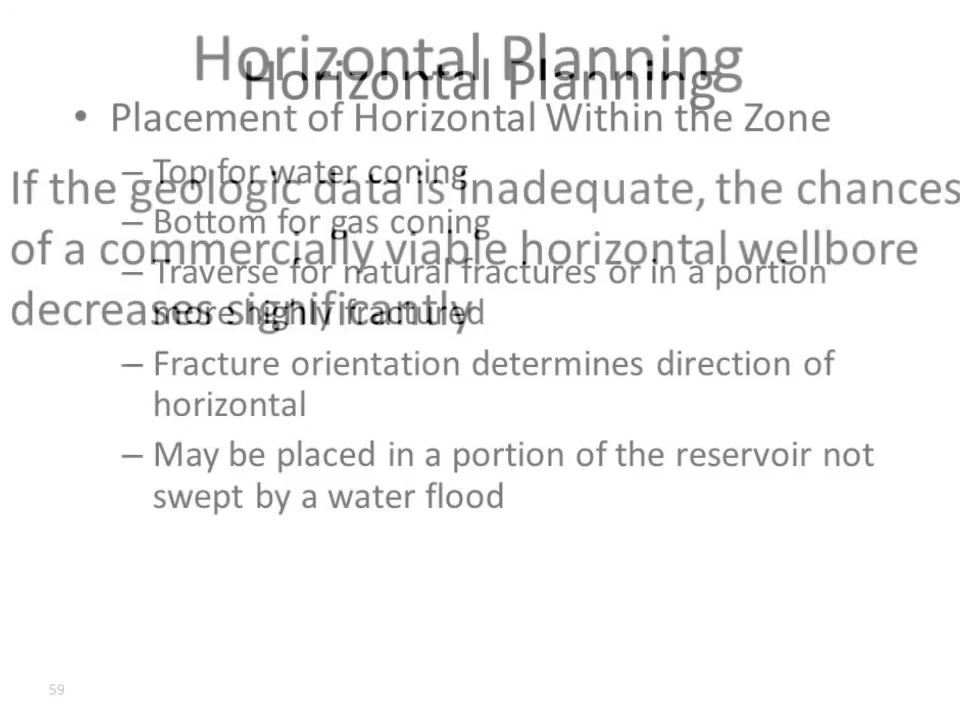 Horizontal Planning
Horizontal Planning
• Placement of Horizontal Within the Zone
– Top for water coning
If the geologic data is inadequate, the chances
– Bottom for gas coning
of a commercially viable horizontal wellbore
– Traverse for natural fractures or in a portion
decreases significantly
more highly fractured
– Fracture orientation determines direction of
horizontal
– May be placed in a portion of the reservoir not
swept by a water flood
59